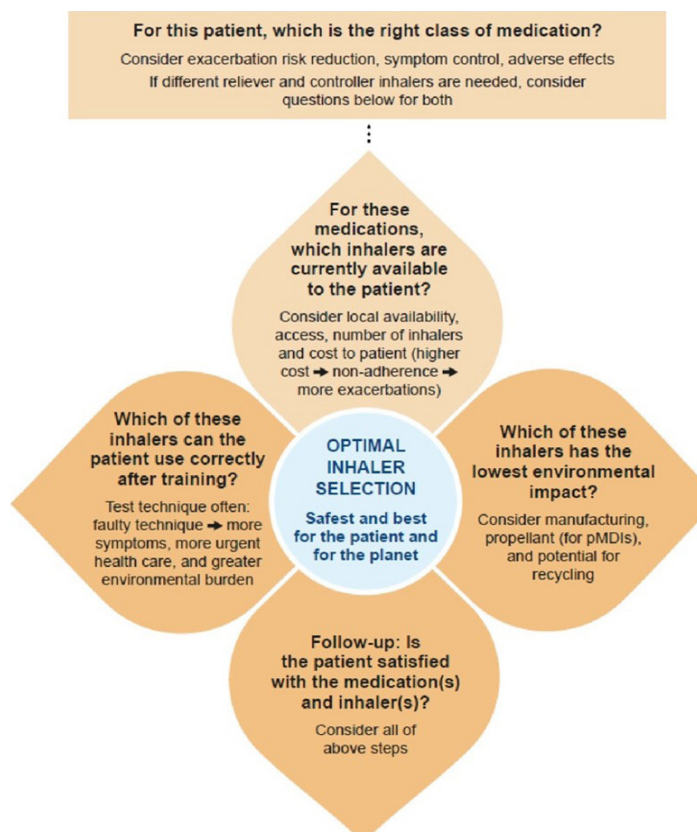 For this patient, which is the right class of medication?
Consider exacerbation risk reduction, symptom control, adverse effects
If different reliever and controller inhalers are needed, consider
questions below for both
For these
medications,
which inhalers are
currently available
to the patient?
Consider local availability,
access, number of inhalers
and cost to patient (higher
cost ➔ non-adherence ➔
more exacerbations)
Which of these
inhalers can the
patient use correctly
after training?
Test technique often:
faulty technique ➔ more
symptoms, more urgent
health care, and greater
environmental burden
OPTIMAL
INHALER
SELECTION
Safest and best
for the patient and
for the planet
Which of these
inhalers has the
lowest environmental
impact?
Consider manufacturing,
propellant (for pMDIs),
and potential for
recycling
Follow-up: Is
the patient satisfied
with the medication(s)
and inhaler(s)?
Consider all of
above steps